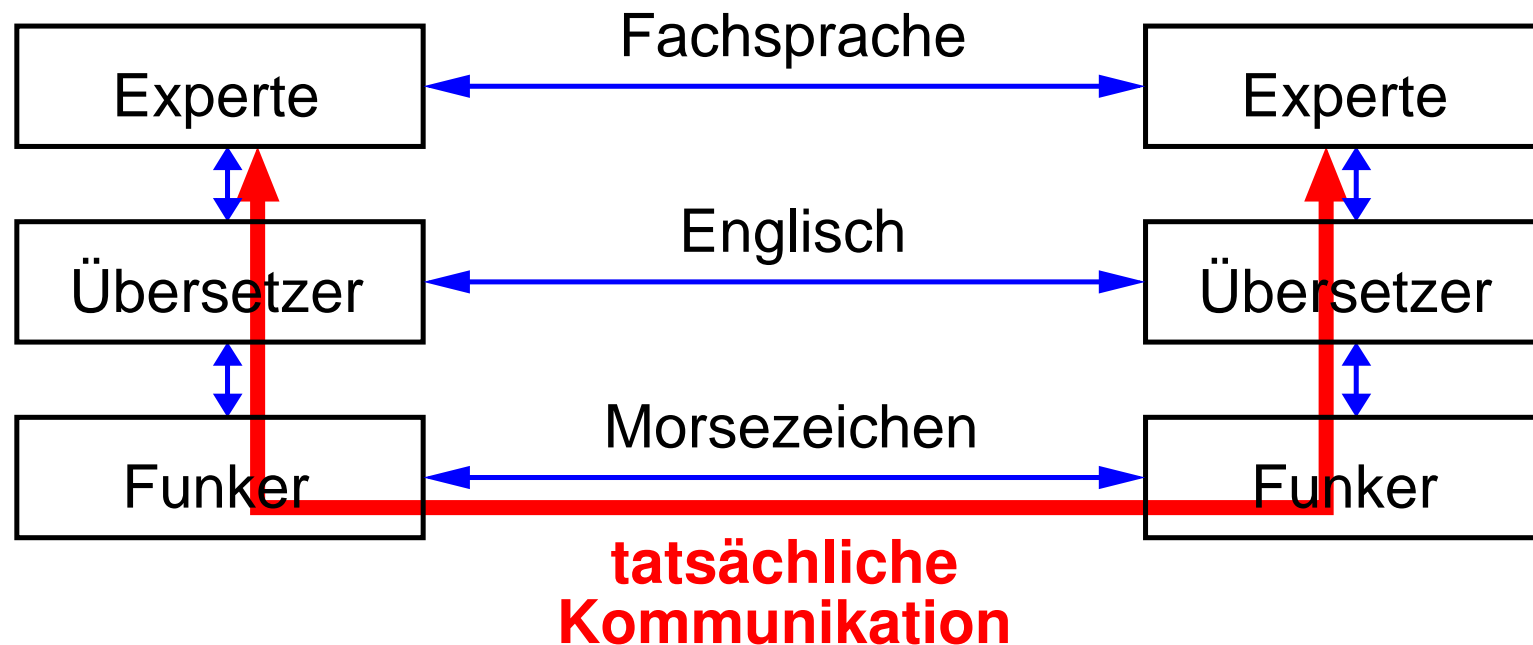 Fachsprache
Experte
Experte
Englisch
Übersetzer
Übersetzer
Morsezeichen
Funker
Funker
tatsächliche
Kommunikation